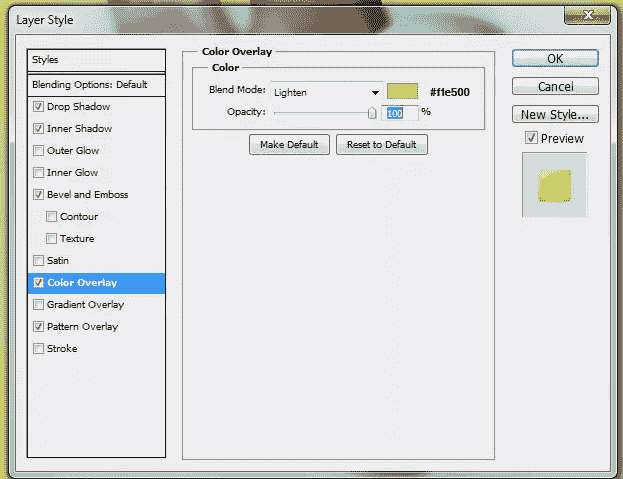 Layer Style
Styles
Blending Options: Default
Drop Shadow
Inner Shadow
Outer Glow
Inner Glow
Bevel and Emboss
Contour
Texture
Satin
Color Overlay
Gradient Overlay
Pattern Overlay
Stroke
Color Overlay
Color
Blend Mode: Lighten #f1e500
Opacity: 100 %
Make Default Reset to Default
OK
Cancel
New Style...
Preview